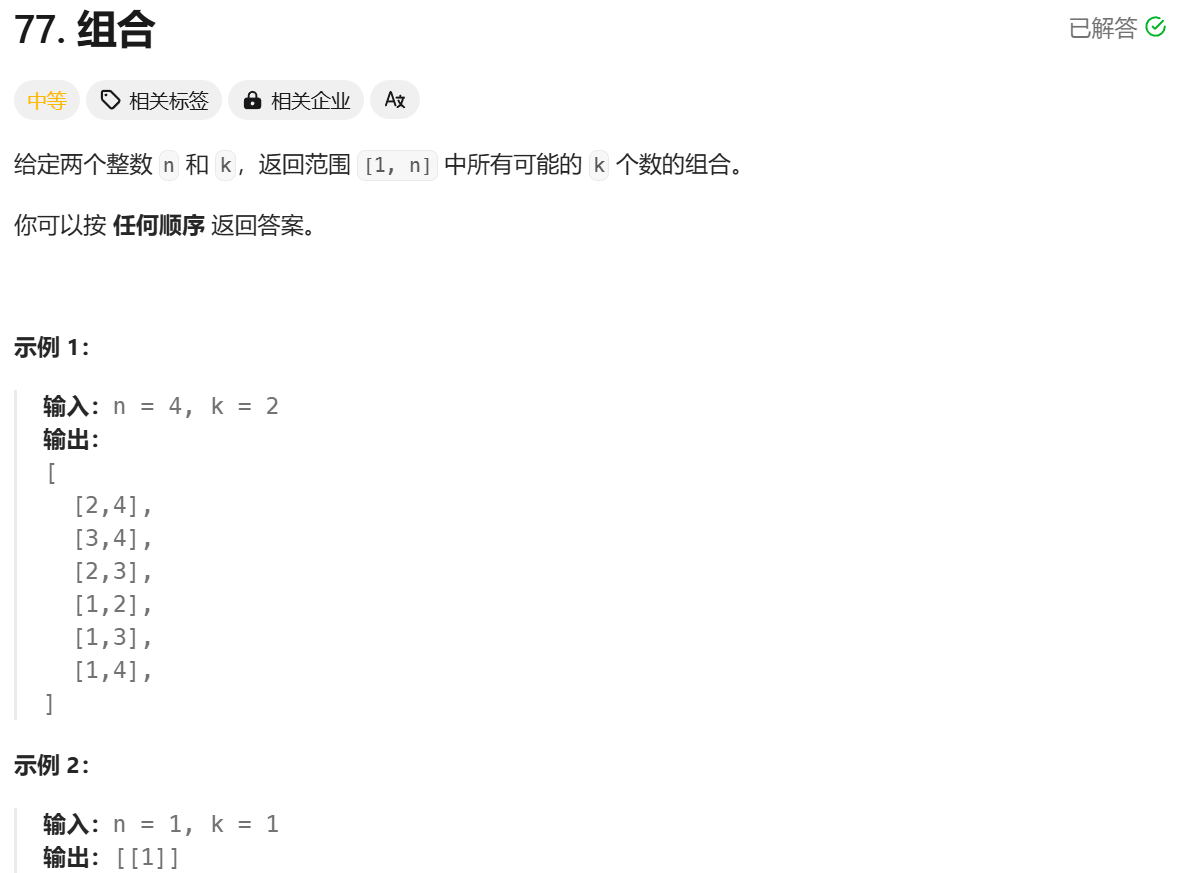 77. 组合
已解答
中等
相关标签
相关企业
给定两个整数 n 和 k，返回范围 [1, n] 中所有可能的 k 个数的组合。
你可以按 任何顺序 返回答案。
示例 1：
输入：n = 4, k = 2
输出：
[
[2,4],
[3,4],
[2,3],
[1,2],
[1,3],
[1,4],
]
示例 2：
输入：n = 1, k = 1
输出：[[1]]